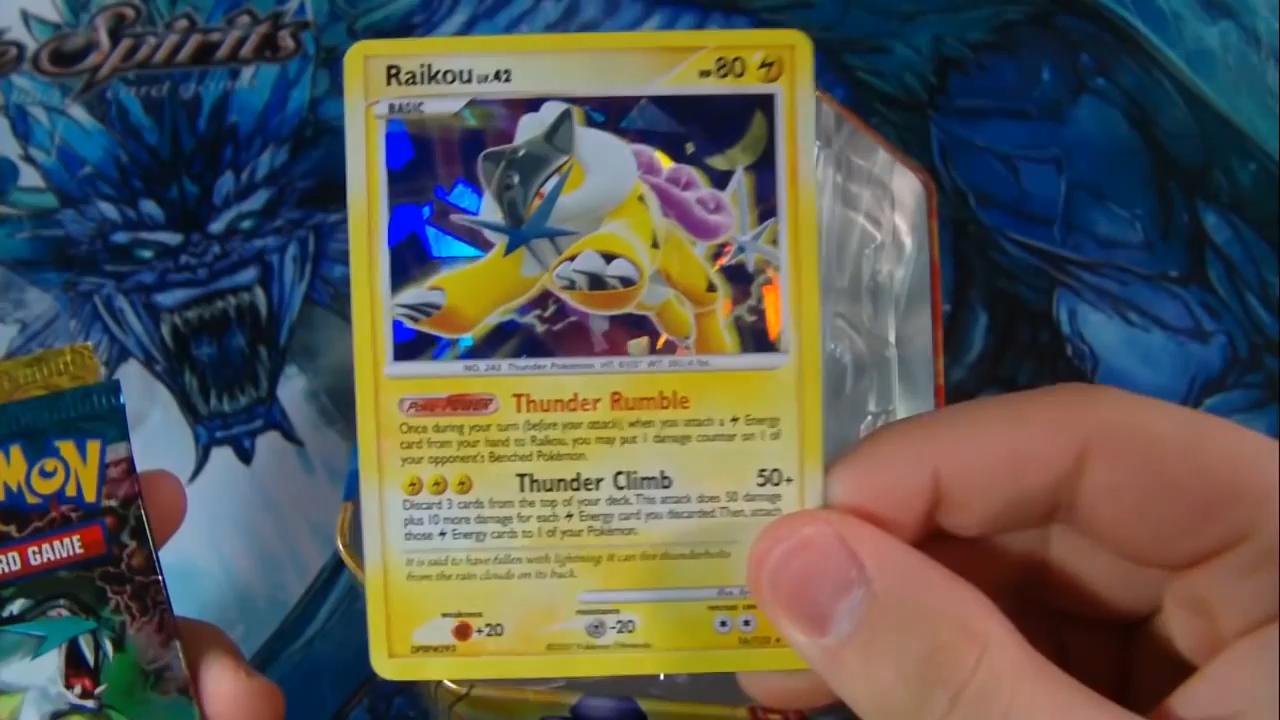 Spirits
card game
Raikou LV.42
HP 80
BASIC
NO. 243 Thunder Pokémon HT. 6'03" WT. 392.4 lbs.
Poké-POWER Thunder Rumble
Once during your turn (before your attack), when you attach a Energy
card from your hand to Raikou, you may put 1 damage counter on 1 of
your opponent's Benched Pokémon.
Thunder Climb 50+
Discard 3 cards from the top of your deck. This attack does 50 damage
plus 10 more damage for each Energy card you discarded. Then, attach
those Energy cards to 1 of your Pokémon.
It is said to have fallen with lightning. It can fire thunderbolts
from the rain clouds on its back.
weakness
+20
resistance
-20
retreat
MON
RD GAME